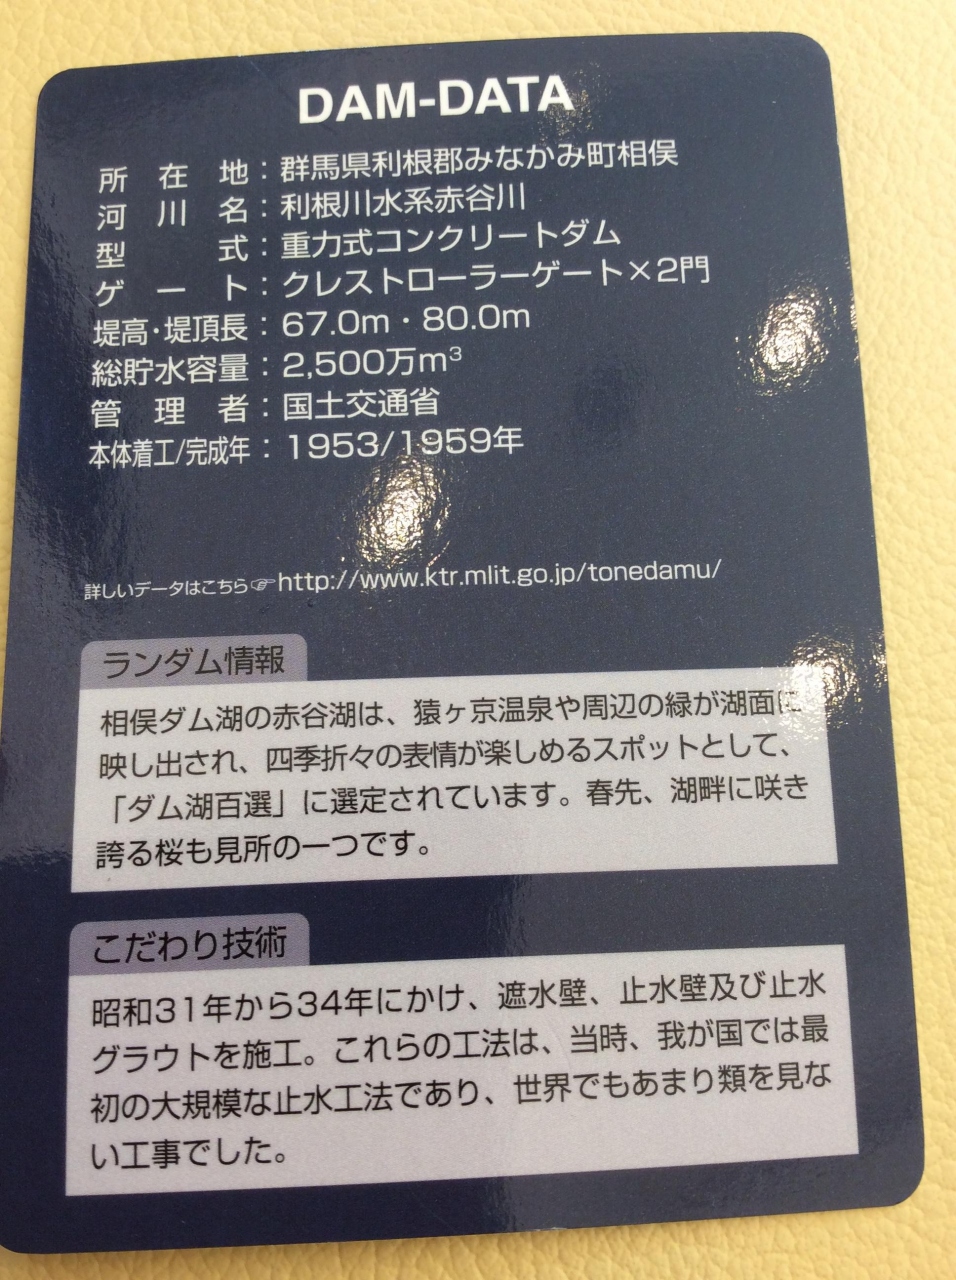 DAM-DATA
所在地：群馬県利根郡みなかみ町相俣
河川名：利根川水系赤谷川
型式：重力式コンクリートダム
ゲート：クレストローラーゲート×2門
堤高・堤頂長：67.0m・80.0m
総貯水容量：2,500万m³
管理者：国土交通省
本体着工/完成年：1953/1959年
詳しいデータはこちら☞http://www.ktr.mlit.go.jp/tonedamu/
ランダム情報
相俣ダム湖の赤谷湖は、猿ヶ京温泉や周辺の緑が湖面に
映し出され、四季折々の表情が楽しめるスポットとして、
「ダム湖百選」に選定されています。春先、湖畔に咲き
誇る桜も見所の一つです。
こだわり技術
昭和31年から34年にかけ、遮水壁、止水壁及び止水
グラウトを施工。これらの工法は、当時、我が国では最
初の大規模な止水工法であり、世界でもあまり類を見な
い工事でした。